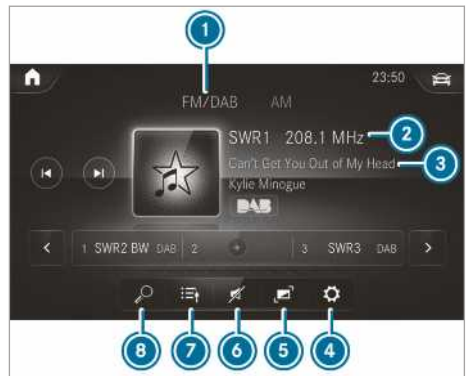 1
23:50
FM/DAB AM
SWR1 208.1 MHz 2
Can't Get You Out of My Head 3
Kylie Minogue
DAB
1 SWR2 BW DAB 2 3 SWR3 DAB
8 7 6 5 4